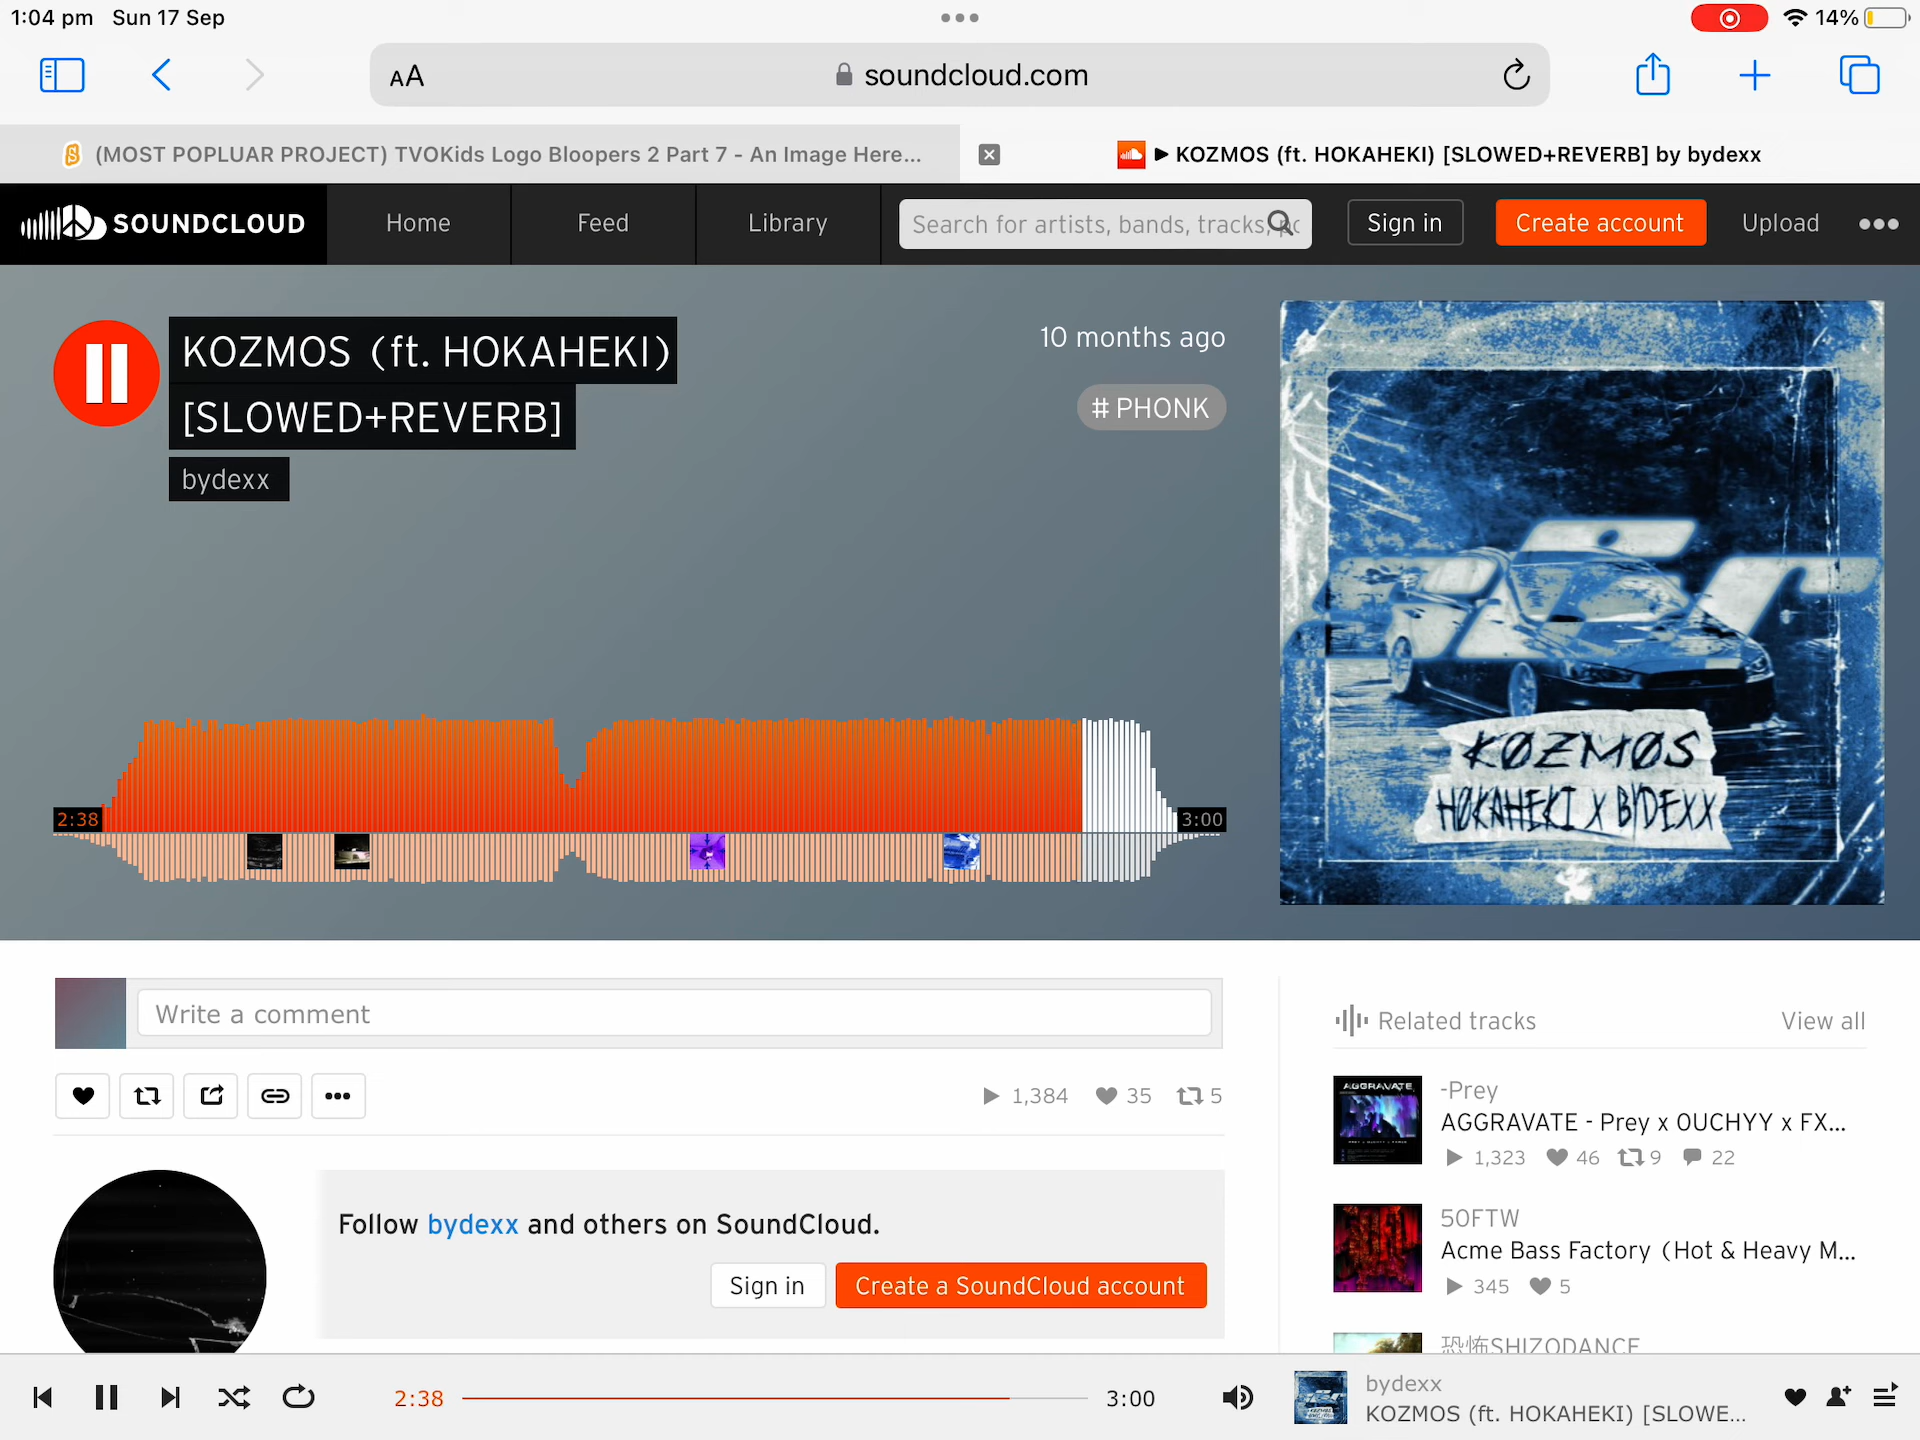 1:04 pm Sun 17 Sep
14%
AA
soundcloud.com
(MOST POPLUAR PROJECT) TVOKids Logo Bloopers 2 Part 7 - An Image Here...
KOZMOS (ft. HOKAHEKI) [SLOWED+REVERB] by bydexx
SOUNDCLOUD
Home
Feed
Library
Search for artists, bands, tracks,
Sign in
Create account
Upload
KOZMOS (ft. HOKAHEKI)
[SLOWED+REVERB]
bydexx
10 months ago
# PHONK
2:38
3:00
KØZMØS
HØKAHEKI X BYDEXX
Write a comment
1,384
35
5
Follow bydexx and others on SoundCloud.
Sign in
Create a SoundCloud account
Related tracks
View all
AGGRAVATE
-Prey
AGGRAVATE - Prey x OUCHYY x FX...
1,323
46
9
22
50FTW
Acme Bass Factory (Hot & Heavy M...
345
5
恐怖SHIZODANCE
2:38
3:00
bydexx
KOZMOS (ft. HOKAHEKI) [SLOWE...